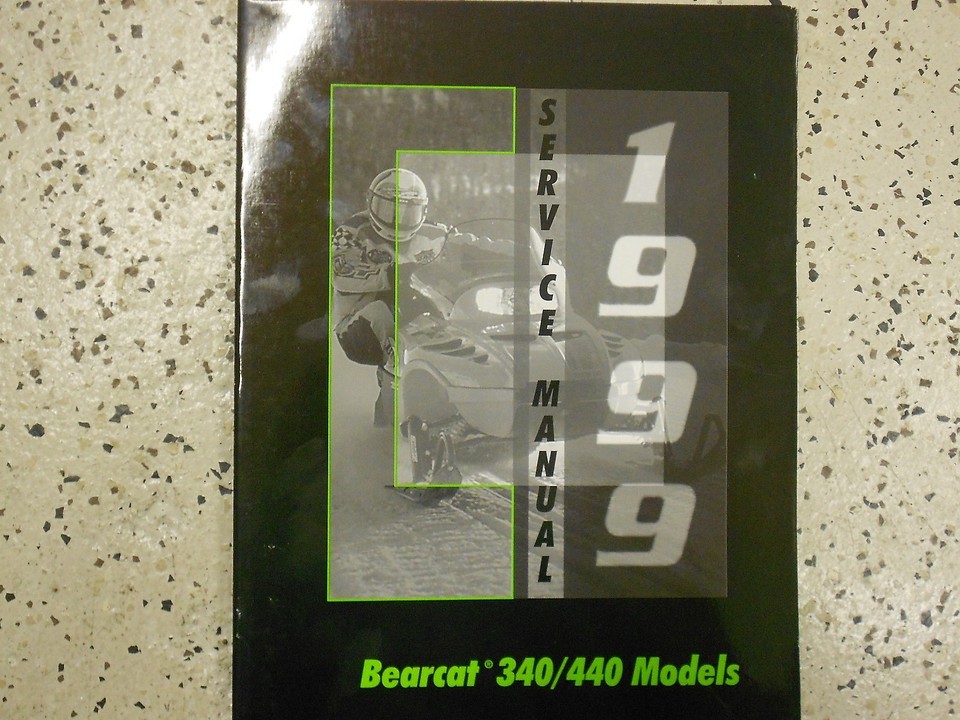 SERVICE MANUAL
1999
Bearcat® 340/440 Models